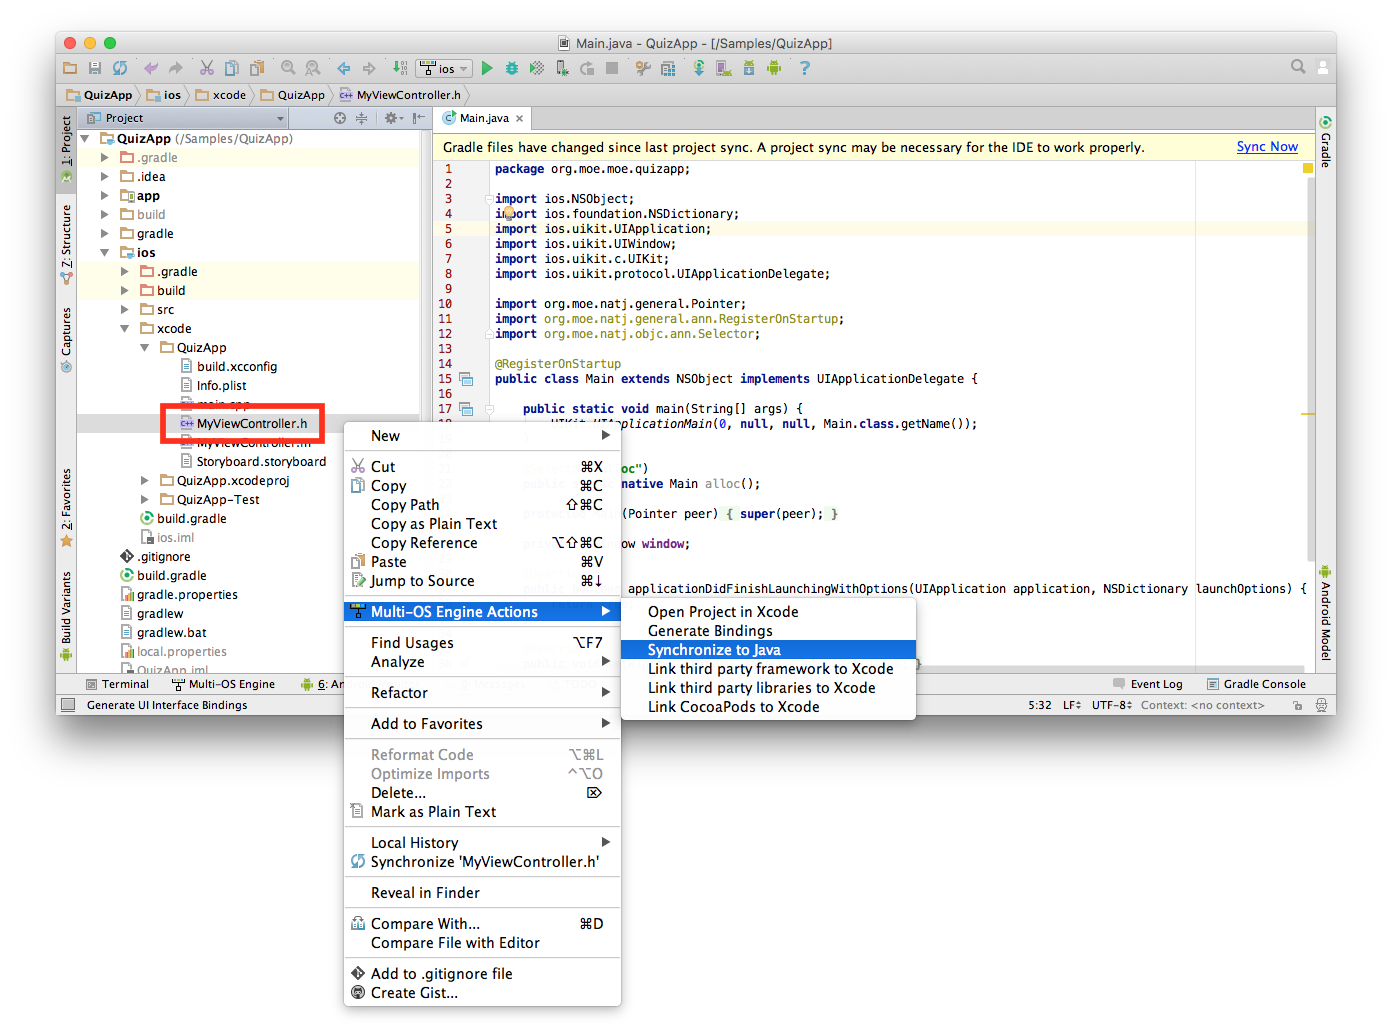 Main.java - QuizApp - [/Samples/QuizApp]
ios
QuizApp ios xcode QuizApp MyViewController.h
1: Project
Z: Structure
Captures
2: Favorites
Build Variants
Project
QuizApp (/Samples/QuizApp)
.gradle
.idea
app
build
gradle
ios
.gradle
build
src
xcode
QuizApp
build.xcconfig
Info.plist
main.cpp
MyViewController.h
MyViewController.m
Storyboard.storyboard
QuizApp.xcodeproj
QuizApp-Test
build.gradle
ios.iml
.gitignore
build.gradle
gradle.properties
gradlew
gradlew.bat
local.properties
QuizApp.iml
Main.java
Gradle files have changed since last project sync. A project sync may be necessary for the IDE to work properly. Sync Now
1 package org.moe.moe.quizapp;
2
3 import ios.NSObject;
4 import ios.foundation.NSDictionary;
5 import ios.uikit.UIApplication;
6 import ios.uikit.UIWindow;
7 import ios.uikit.c.UIKit;
8 import ios.uikit.protocol.UIApplicationDelegate;
9
10 import org.moe.natj.general.Pointer;
11 import org.moe.natj.general.ann.RegisterOnStartup;
12 import org.moe.natj.objc.ann.Selector;
13
14 @RegisterOnStartup
15 public class Main extends NSObject implements UIApplicationDelegate {
16
17 public static void main(String[] args) {
UIKit.UIApplicationMain(0, null, null, Main.class.getName());
oc")
native Main alloc();
(Pointer peer) { super(peer); }
ow window;
applicationDidFinishLaunchingWithOptions(UIApplication application, NSDictionary launchOptions) {
}
Gradle
Android Model
New
Cut ⌘X
Copy ⌘C
Copy Path ⇧⌘C
Copy as Plain Text
Copy Reference ⌥⇧⌘C
Paste ⌘V
Jump to Source ⌘↓
Multi-OS Engine Actions
Find Usages ⌥F7
Analyze
Refactor
Add to Favorites
Reformat Code ⌥⌘L
Optimize Imports ^⌥O
Delete... ⌦
Mark as Plain Text
Local History
Synchronize 'MyViewController.h'
Reveal in Finder
Compare With... ⌘D
Compare File with Editor
Add to .gitignore file
Create Gist...
Open Project in Xcode
Generate Bindings
Synchronize to Java
Link third party framework to Xcode
Link third party libraries to Xcode
Link CocoaPods to Xcode
Terminal Multi-OS Engine 6: An Event Log Gradle Console
Generate UI Interface Bindings 5:32 LF UTF-8 Context: <no context>